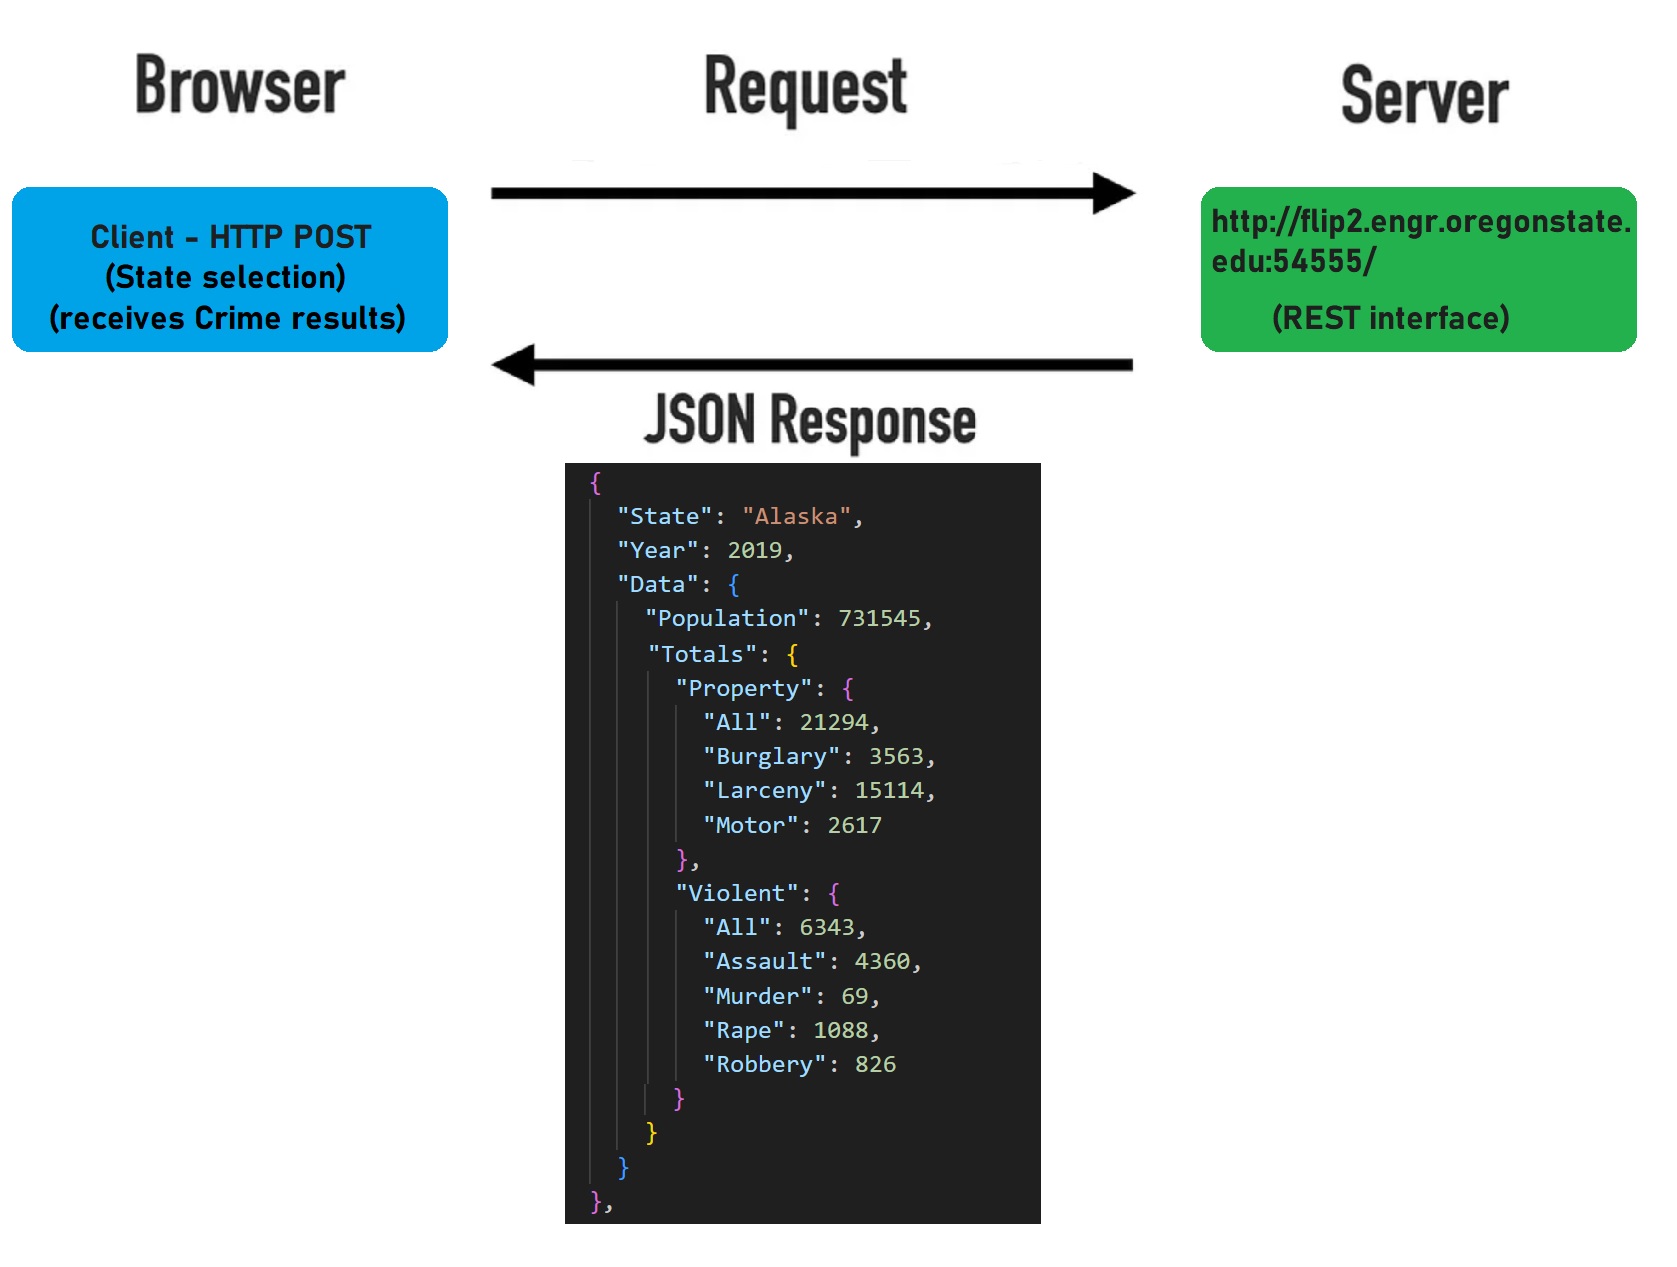 Browser
Request
Server
Client - HTTP POST
(State selection)
(receives Crime results)
http://flip2.engr.oregonstate.
edu:54555/
(REST interface)
JSON Response
{
"State": "Alaska",
"Year": 2019,
"Data": {
"Population": 731545,
"Totals": {
"Property": {
"All": 21294,
"Burglary": 3563,
"Larceny": 15114,
"Motor": 2617
},
"Violent": {
"All": 6343,
"Assault": 4360,
"Murder": 69,
"Rape": 1088,
"Robbery": 826
}
}
}
},